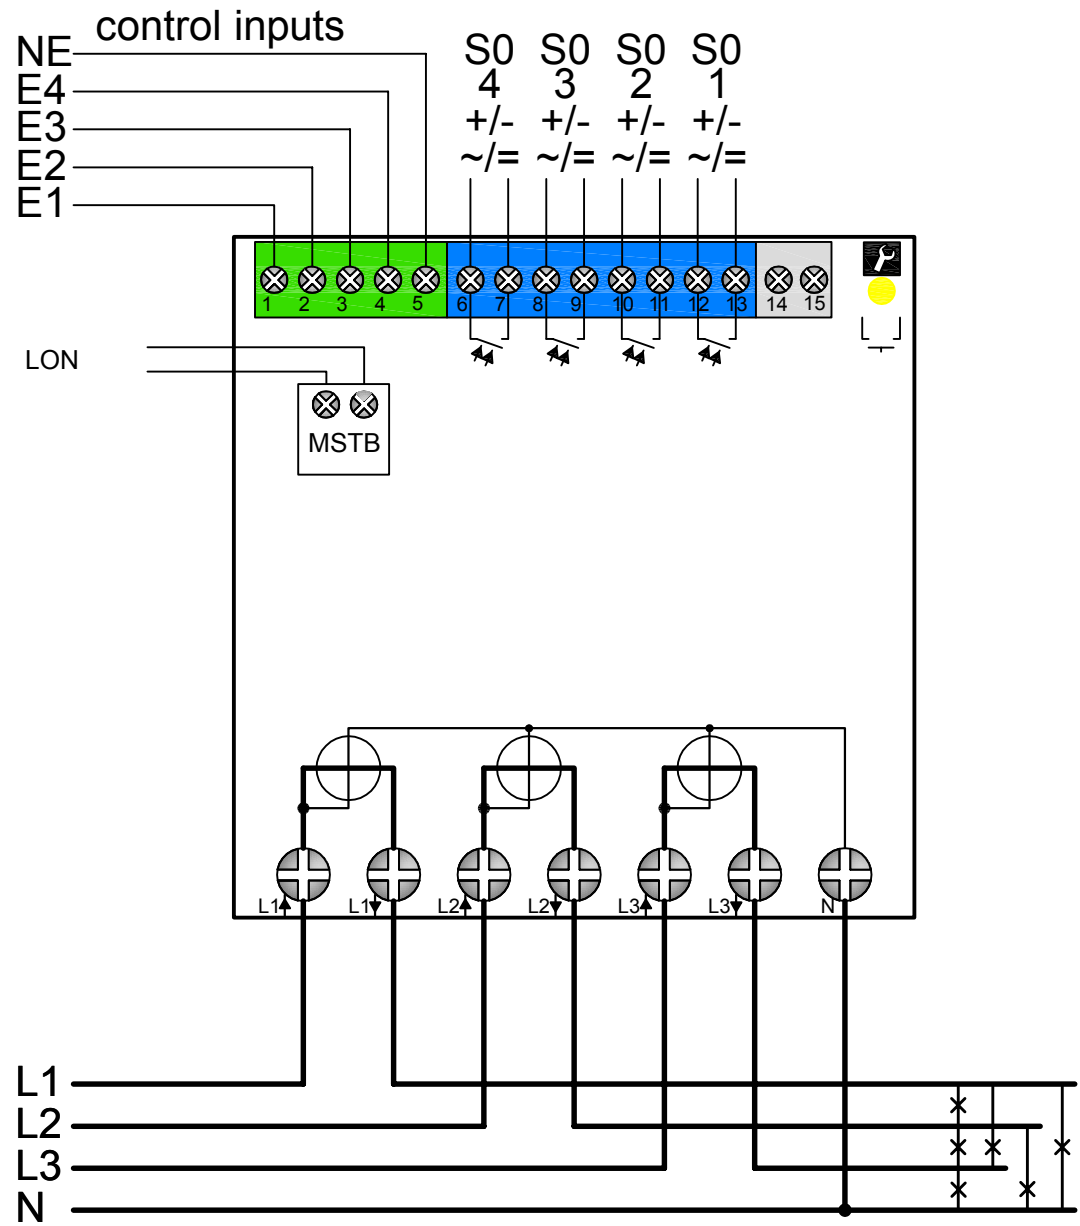 control inputs
NE
E4
E3
E2
E1
S0 S0 S0 S0
4 3 2 1
+/- +/- +/- +/-
~/= ~/= ~/= ~/=
1 2 3 4 5 6 7 8 9 10 11 12 13 14 15
LON
MSTB
L1 L1 L2 L2 L3 L3 N
L1
L2
L3
N